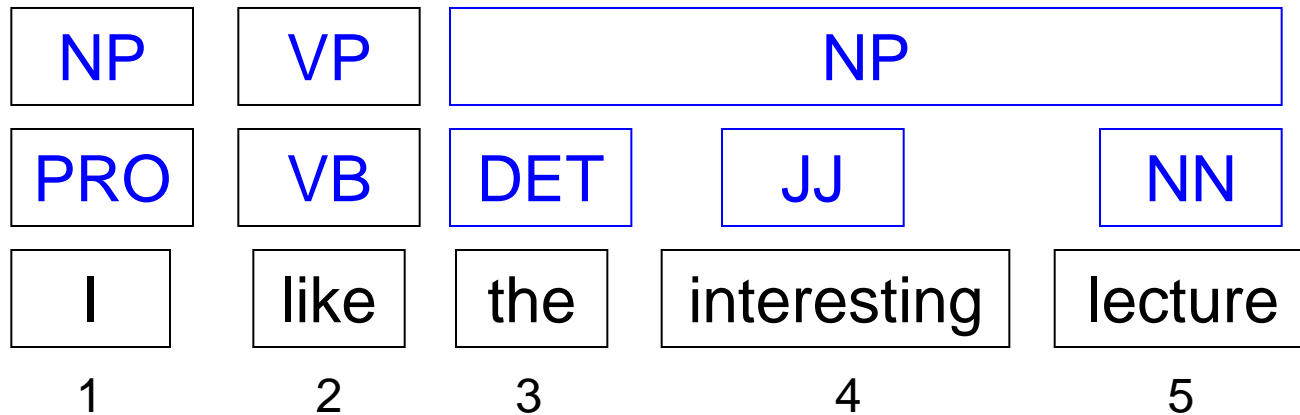 NP VP NP
PRO VB DET JJ NN
I like the interesting lecture
1 2 3 4 5